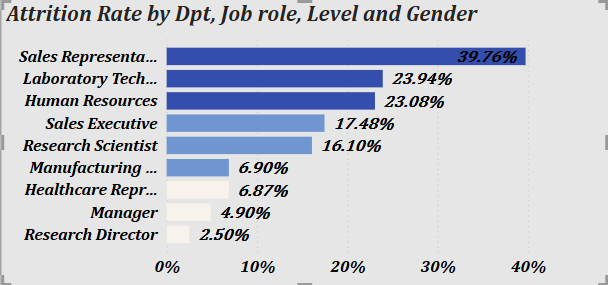 Attrition Rate by Dpt, Job role, Level and Gender
Sales Representa... 39.76%
Laboratory Tech... 23.94%
Human Resources 23.08%
Sales Executive 17.48%
Research Scientist 16.10%
Manufacturing ... 6.90%
Healthcare Repr... 6.87%
Manager 4.90%
Research Director 2.50%
0% 10% 20% 30% 40%